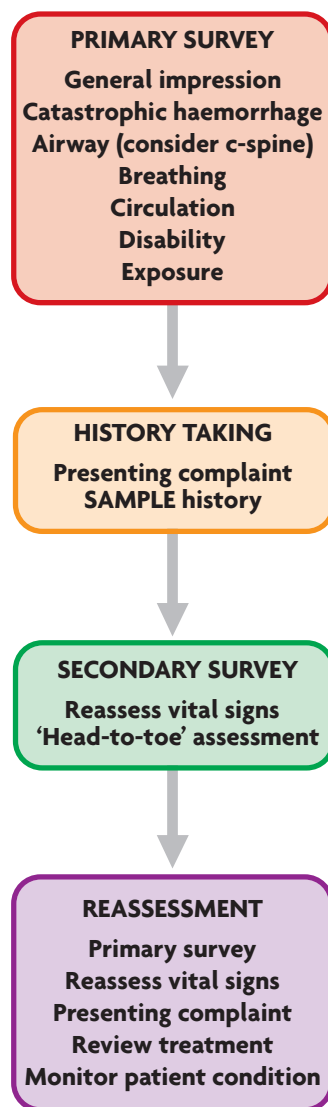 PRIMARY SURVEY
General impression
Catastrophic haemorrhage
Airway (consider c-spine)
Breathing
Circulation
Disability
Exposure
HISTORY TAKING
Presenting complaint
SAMPLE history
SECONDARY SURVEY
Reassess vital signs
‘Head-to-toe’ assessment
REASSESSMENT
Primary survey
Reassess vital signs
Presenting complaint
Review treatment
Monitor patient condition